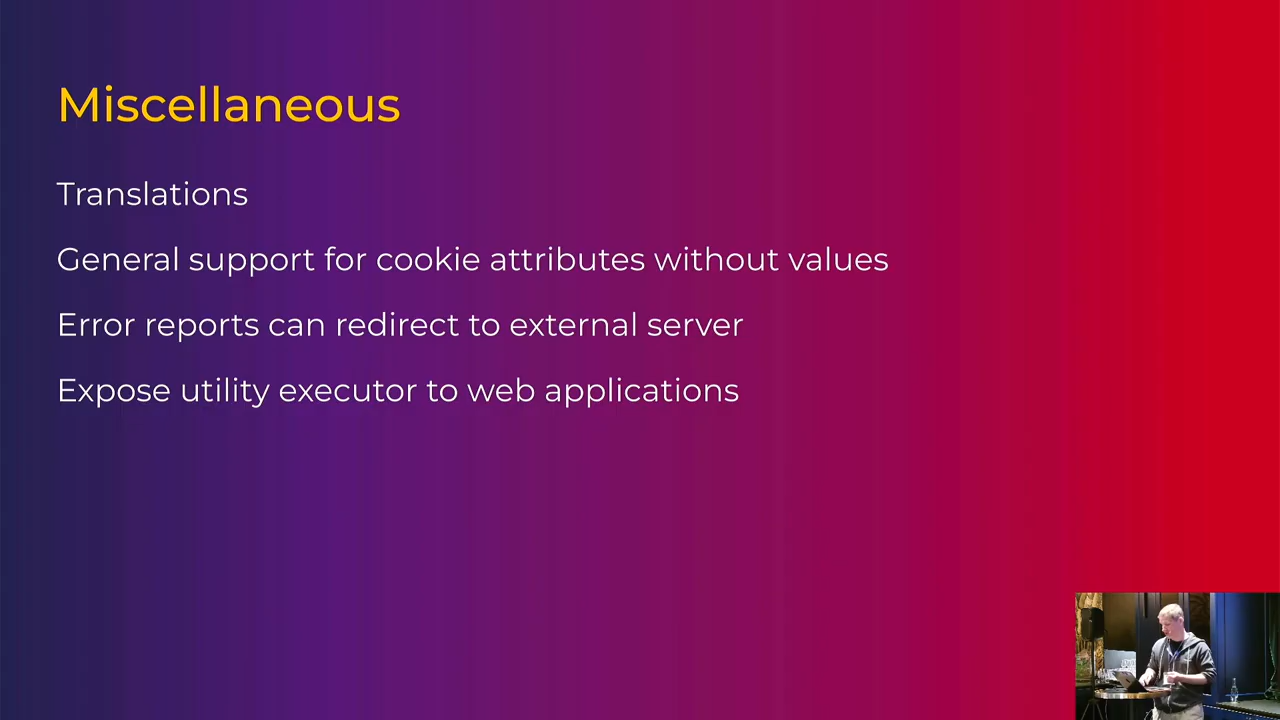 Miscellaneous
Translations
General support for cookie attributes without values
Error reports can redirect to external server
Expose utility executor to web applications